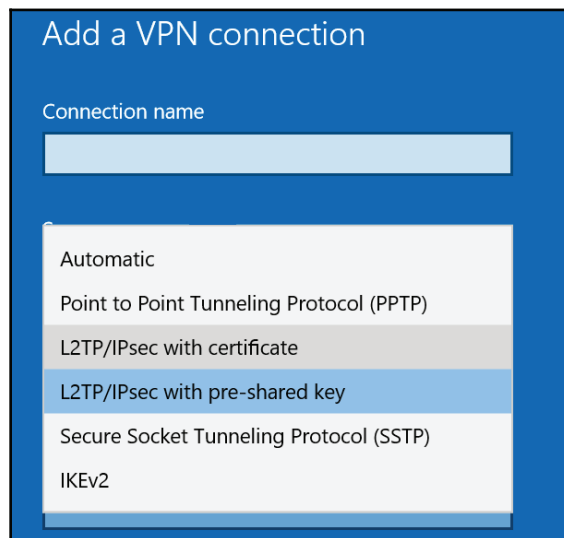 Add a VPN connection
Connection name
Automatic
Point to Point Tunneling Protocol (PPTP)
L2TP/IPsec with certificate
L2TP/IPsec with pre-shared key
Secure Socket Tunneling Protocol (SSTP)
IKEv2